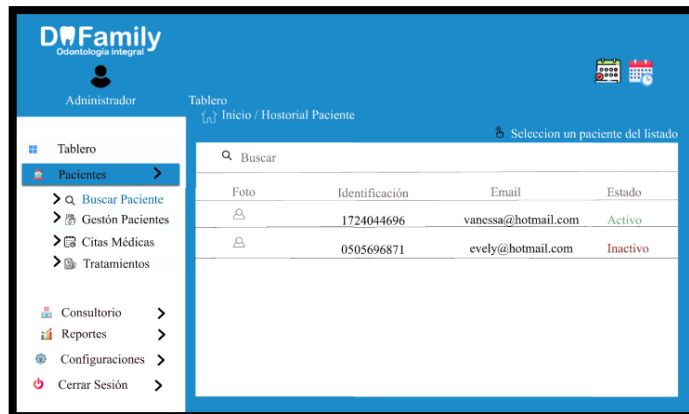 D Family
Odontología integral
Administrador
Tablero
Inicio / Hostorial Paciente
Seleccion un paciente del listado
Tablero
Pacientes
Buscar Paciente
Gestón Pacientes
Citas Médicas
Tratamientos
Consultorio
Reportes
Configuraciones
Cerrar Sesión
Buscar
Foto Identificación Email Estado
1724044696 vanessa@hotmail.com Activo
0505696871 evely@hotmail.com Inactivo